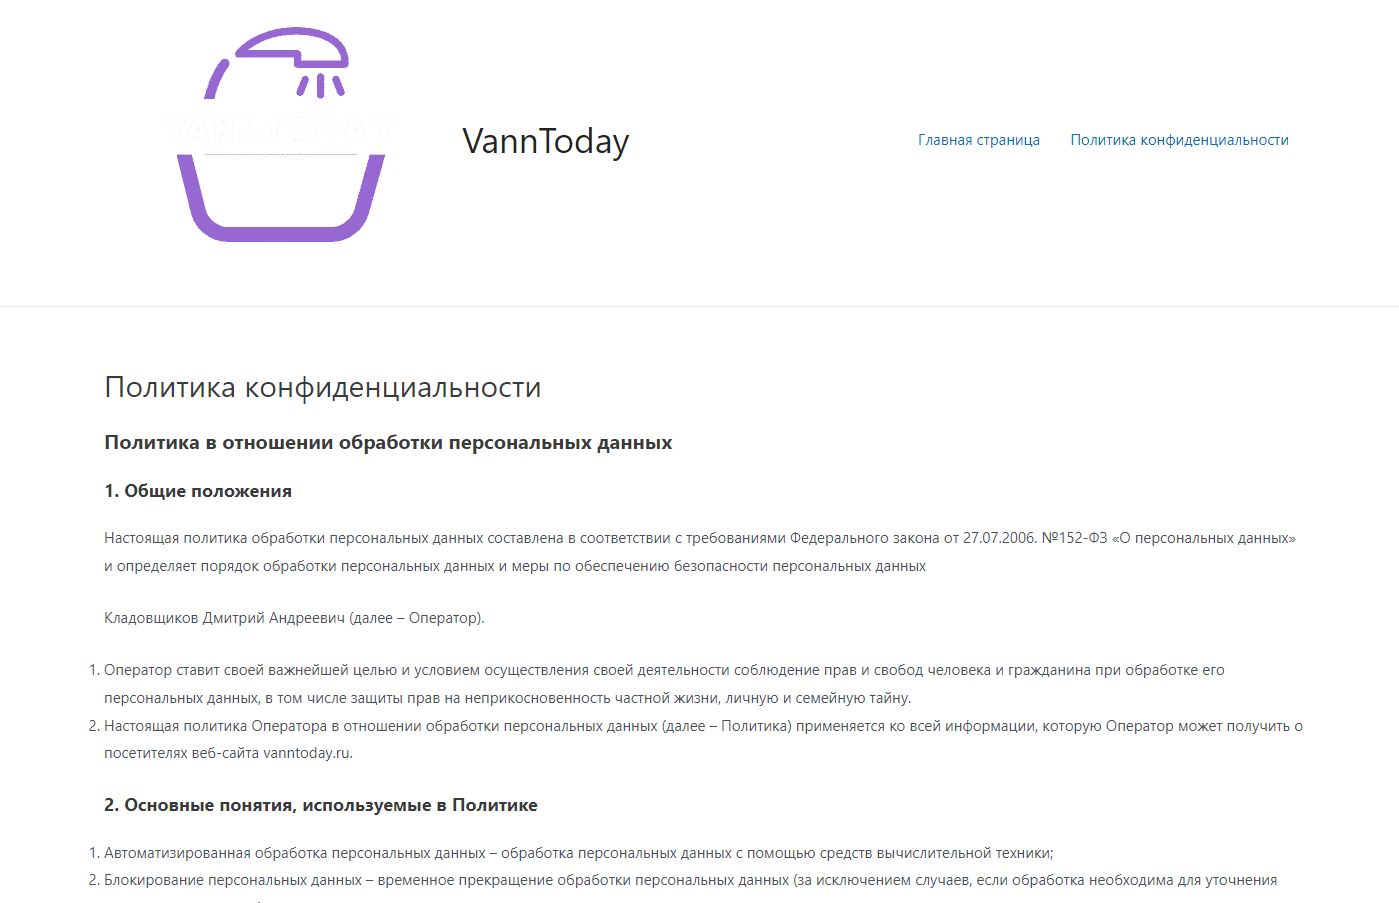 VANNTODAY
VannToday
Главная страница
Политика конфиденциальности
Политика конфиденциальности
Политика в отношении обработки персональных данных
1. Общие положения
Настоящая политика обработки персональных данных составлена в соответствии с требованиями Федерального закона от 27.07.2006. №152-ФЗ «О персональных данных»
и определяет порядок обработки персональных данных и меры по обеспечению безопасности персональных данных
Кладовщиков Дмитрий Андреевич (далее – Оператор).
1. Оператор ставит своей важнейшей целью и условием осуществления своей деятельности соблюдение прав и свобод человека и гражданина при обработке его
персональных данных, в том числе защиты прав на неприкосновенность частной жизни, личную и семейную тайну.
2. Настоящая политика Оператора в отношении обработки персональных данных (далее – Политика) применяется ко всей информации, которую Оператор может получить о
посетителях веб-сайта vanntoday.ru.
2. Основные понятия, используемые в Политике
1. Автоматизированная обработка персональных данных – обработка персональных данных с помощью средств вычислительной техники;
2. Блокирование персональных данных – временное прекращение обработки персональных данных (за исключением случаев, если обработка необходима для уточнения